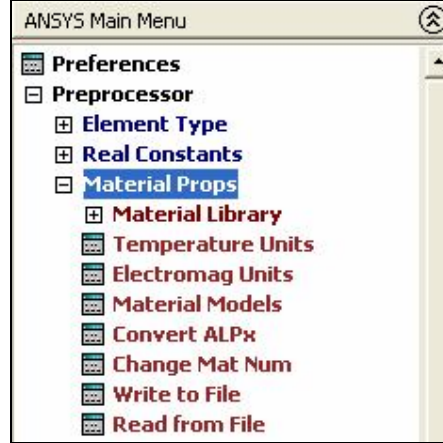 ANSYS Main Menu
Preferences
Preprocessor
Element Type
Real Constants
Material Props
Material Library
Temperature Units
Electromag Units
Material Models
Convert ALPx
Change Mat Num
Write to File
Read from File